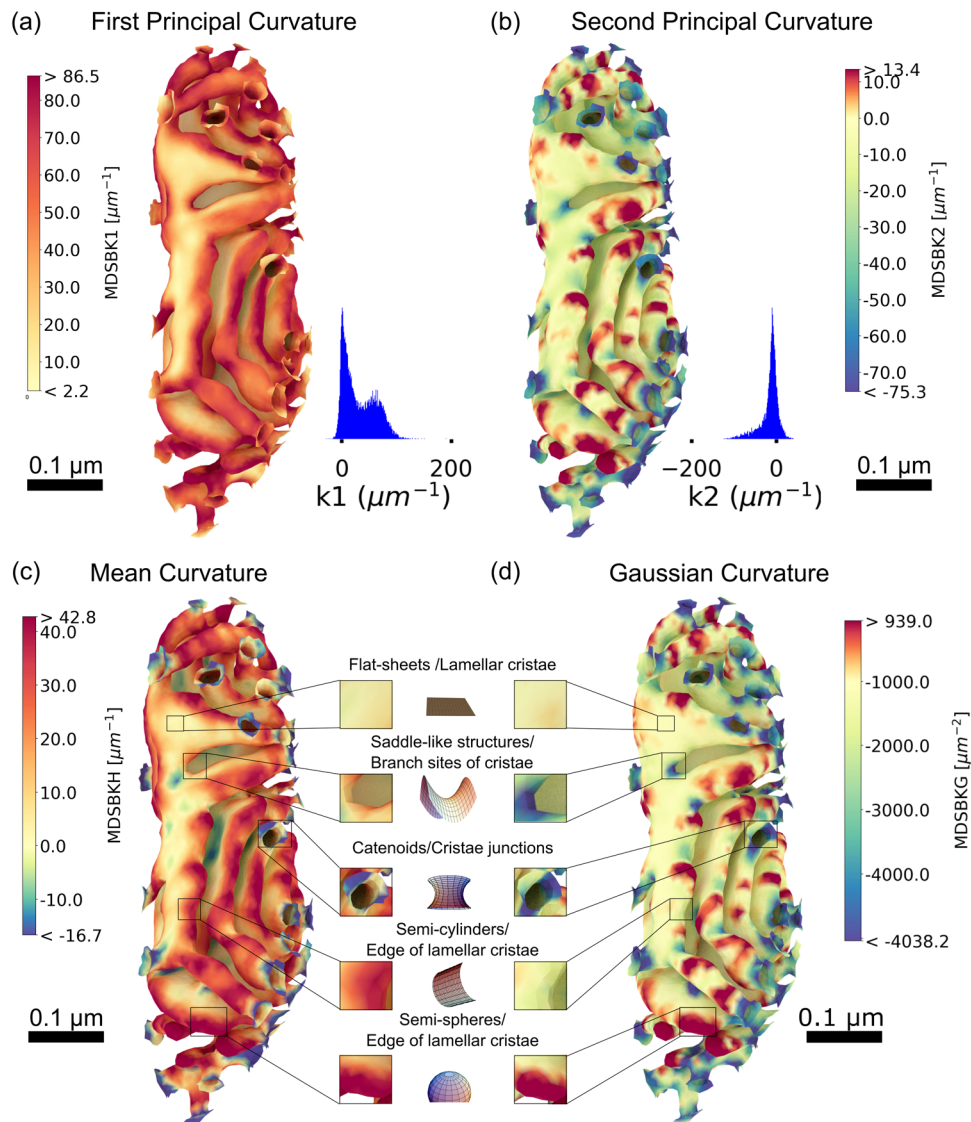 (a) First Principal Curvature
(b) Second Principal Curvature
> 86.5
80.0
70.0
60.0
50.0
40.0
30.0
20.0
10.0
< 2.2
0
MDSBK1 [μm⁻¹]
0.1 μm
0 200
k1 (μm⁻¹)
> 13.4
10.0
0.0
-10.0
-20.0
-30.0
-40.0
-50.0
-60.0
-70.0
< -75.3
MDSBK2 [μm⁻¹]
−200 0
k2 (μm⁻¹)
0.1 μm
(c) Mean Curvature
(d) Gaussian Curvature
> 42.8
40.0
30.0
20.0
10.0
0.0
-10.0
< -16.7
MDSBKH [μm⁻¹]
0.1 μm
Flat-sheets /Lamellar cristae
Saddle-like structures/
Branch sites of cristae
Catenoids/Cristae junctions
Semi-cylinders/
Edge of lamellar cristae
Semi-spheres/
Edge of lamellar cristae
> 939.0
-1000.0
-2000.0
-3000.0
-4000.0
< -4038.2
MDSBKG [μm⁻²]
0.1 μm